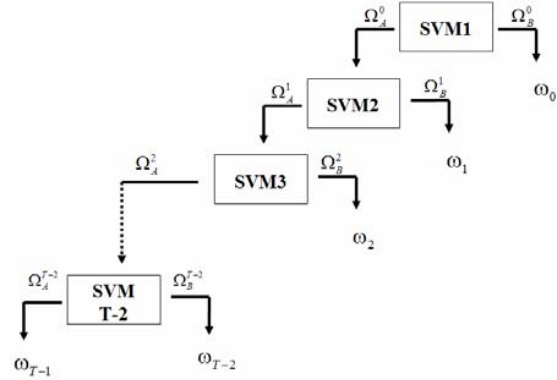 Ω_A^0 SVM1 Ω_B^0
ω_0
Ω_A^1 SVM2 Ω_B^1
ω_1
Ω_A^2 SVM3 Ω_B^2
ω_2
Ω_A^{T-2} SVM Ω_B^{T-2}
T-2
ω_{T-1} ω_{T-2}